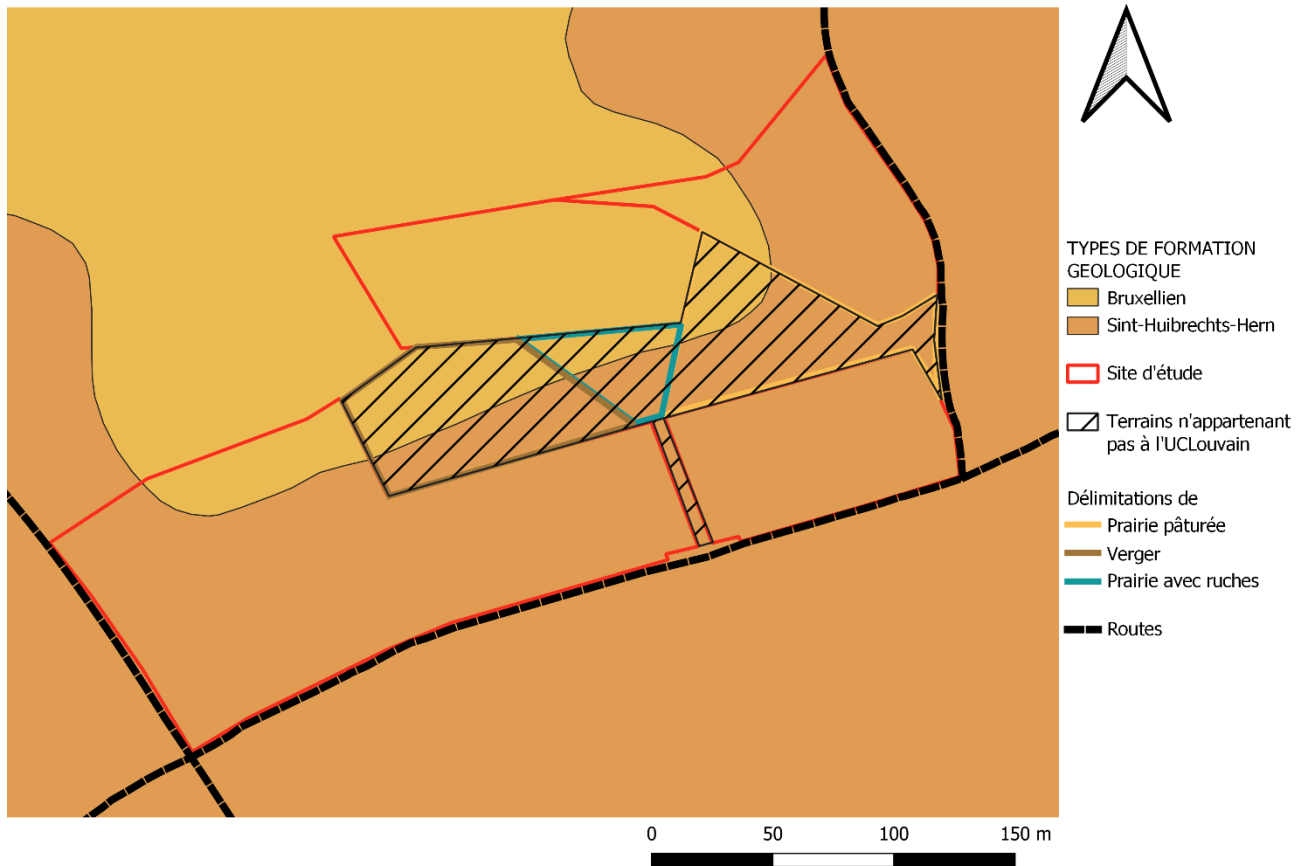 TYPES DE FORMATION
GEOLOGIQUE
Bruxellien
Sint-Huibrechts-Hern
Site d'étude
Terrains n'appartenant
pas à l'UCLouvain
Délimitations de
Prairie pâturée
Verger
Prairie avec ruches
Routes
0 50 100 150 m